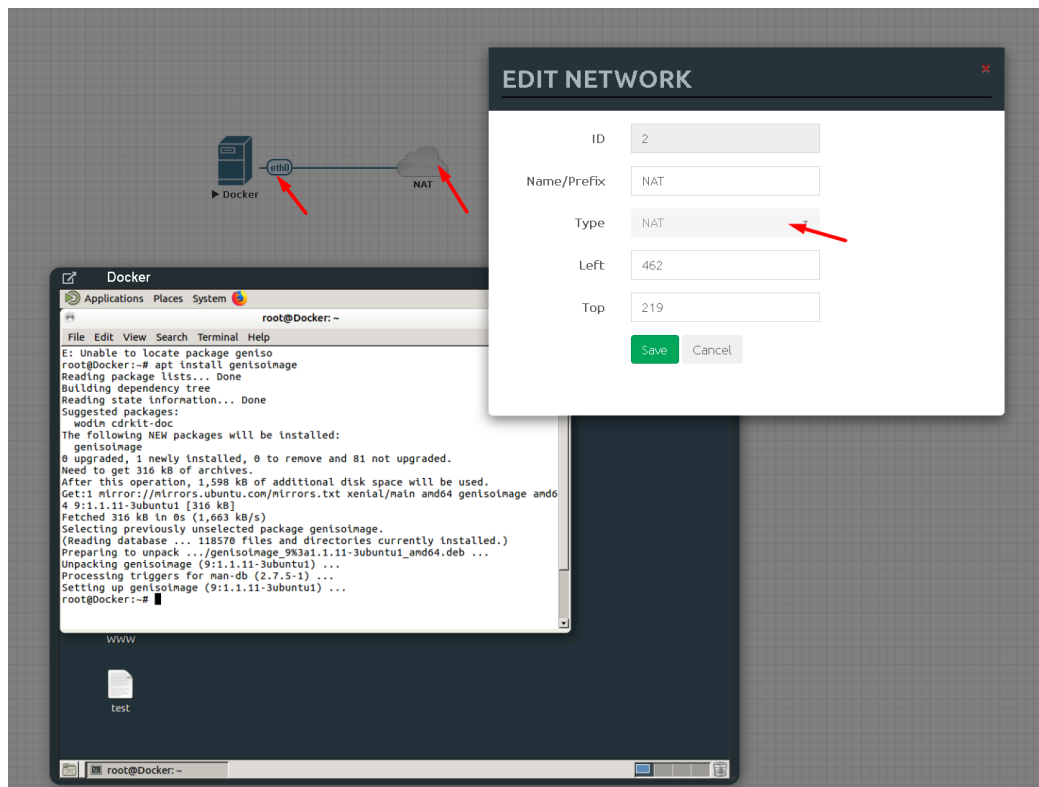 EDIT NETWORK
×
ID
2
Name/Prefix
NAT
Type
NAT
Left
462
Top
219
Save Cancel
eth0
NAT
Docker
Docker
Applications Places System
root@Docker: ~
File Edit View Search Terminal Help
E: Unable to locate package geniso
root@Docker:~# apt install genisoimage
Reading package lists... Done
Building dependency tree
Reading state information... Done
Suggested packages:
wodim cdrkit-doc
The following NEW packages will be installed:
genisoimage
0 upgraded, 1 newly installed, 0 to remove and 81 not upgraded.
Need to get 316 kB of archives.
After this operation, 1,598 kB of additional disk space will be used.
Get:1 mirror://mirrors.ubuntu.com/mirrors.txt xenial/main amd64 genisoimage amd6
4 9:1.1.11-3ubuntu1 [316 kB]
Fetched 316 kB in 0s (1,663 kB/s)
Selecting previously unselected package genisoimage.
(Reading database ... 118570 files and directories currently installed.)
Preparing to unpack .../genisoimage_9%3a1.1.11-3ubuntu1_amd64.deb ...
Unpacking genisoimage (9:1.1.11-3ubuntu1) ...
Processing triggers for man-db (2.7.5-1) ...
Setting up genisoimage (9:1.1.11-3ubuntu1) ...
root@Docker:~#
www
test
root@Docker: ~